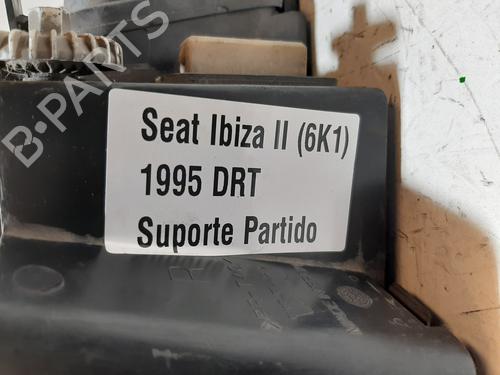 B-PARTS
Seat Ibiza II (6K1)
1995 DRT
Suporte Partido